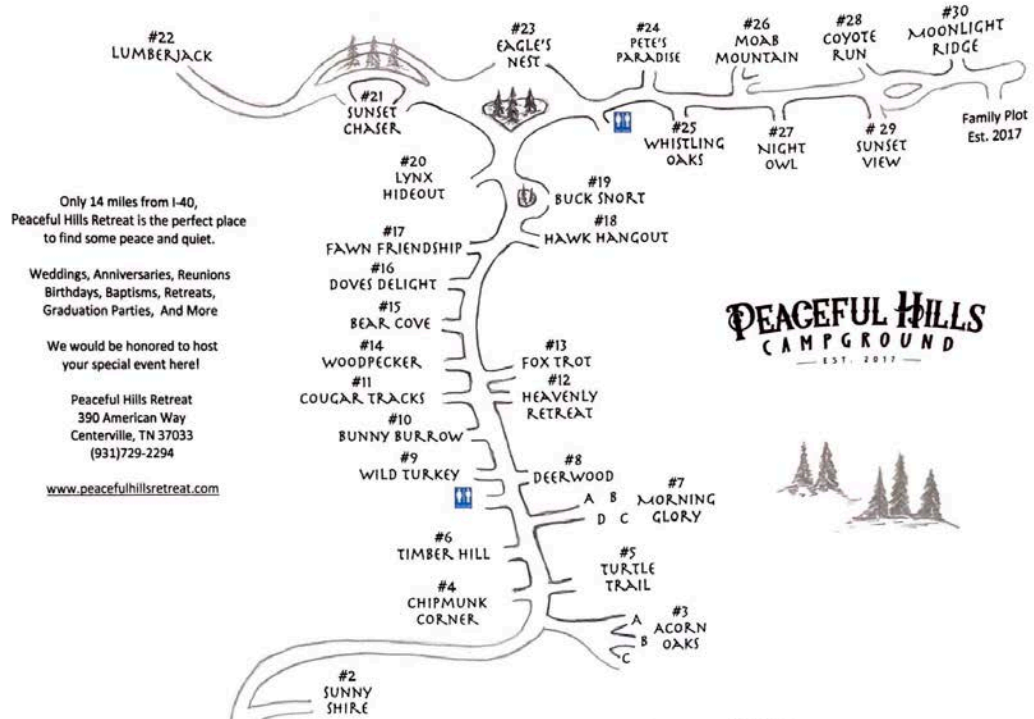 #22
LUMBERJACK
#21
SUNSET
CHASER
#23
EAGLE'S
NEST
#24
PETE'S
PARADISE
#25
WHISTLING
OAKS
#26
MOAB
MOUNTAIN
#27
NIGHT
OWL
#28
COYOTE
RUN
# 29
SUNSET
VIEW
#30
MOONLIGHT
RIDGE
Family Plot
Est. 2017
#20
LYNX
HIDEOUT
#19
BUCK SNORT
#18
HAWK HANGOUT
#17
FAWN FRIENDSHIP
#16
DOVES DELIGHT
#15
BEAR COVE
#14
WOODPECKER
#13
FOX TROT
#12
HEAVENLY
RETREAT
#11
COUGAR TRACKS
#10
BUNNY BURROW
#9
WILD TURKEY
#8
DEERWOOD
#7
MORNING
GLORY
A B
D C
#6
TIMBER HILL
#5
TURTLE
TRAIL
#4
CHIPMUNK
CORNER
#3
ACORN
OAKS
A
B
C
#2
SUNNY
SHIRE
Only 14 miles from I-40,
Peaceful Hills Retreat is the perfect place
to find some peace and quiet.
Weddings, Anniversaries, Reunions
Birthdays, Baptisms, Retreats,
Graduation Parties, And More
We would be honored to host
your special event here!
Peaceful Hills Retreat
390 American Way
Centerville, TN 37033
(931)729-2294
www.peacefulhillsretreat.com
PEACEFUL HILLS
CAMPGROUND
EST. 2017